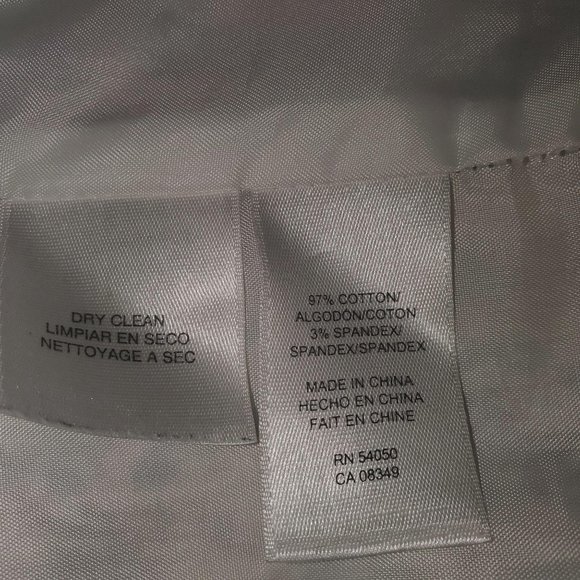 DRY CLEAN
LIMPIAR EN SECO
NETTOYAGE A SEC
97% COTTON/
ALGODÓN/COTON
3% SPANDEX/
SPANDEX/SPANDEX
MADE IN CHINA
HECHO EN CHINA
FAIT EN CHINE
RN 54050
CA 08349